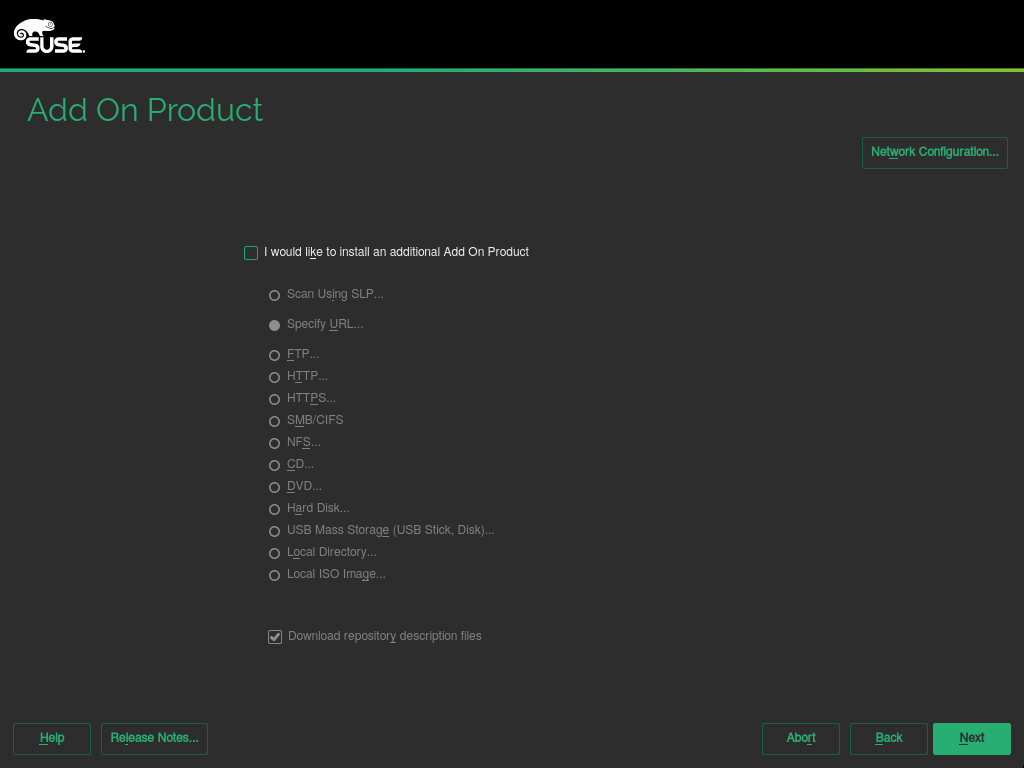 SUSE.
Add On Product
Network Configuration...
I would like to install an additional Add On Product
Scan Using SLP...
Specify URL...
FTP...
HTTP...
HTTPS...
SMB/CIFS
NFS...
CD...
DVD...
Hard Disk...
USB Mass Storage (USB Stick, Disk)...
Local Directory...
Local ISO Image...
Download repository description files
Help Release Notes... Abort Back Next